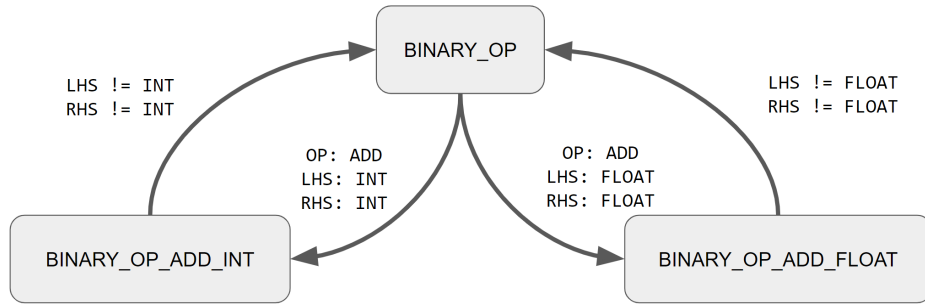 BINARY_OP
LHS != INT
RHS != INT
LHS != FLOAT
RHS != FLOAT
OP: ADD
LHS: INT
RHS: INT
OP: ADD
LHS: FLOAT
RHS: FLOAT
BINARY_OP_ADD_INT
BINARY_OP_ADD_FLOAT